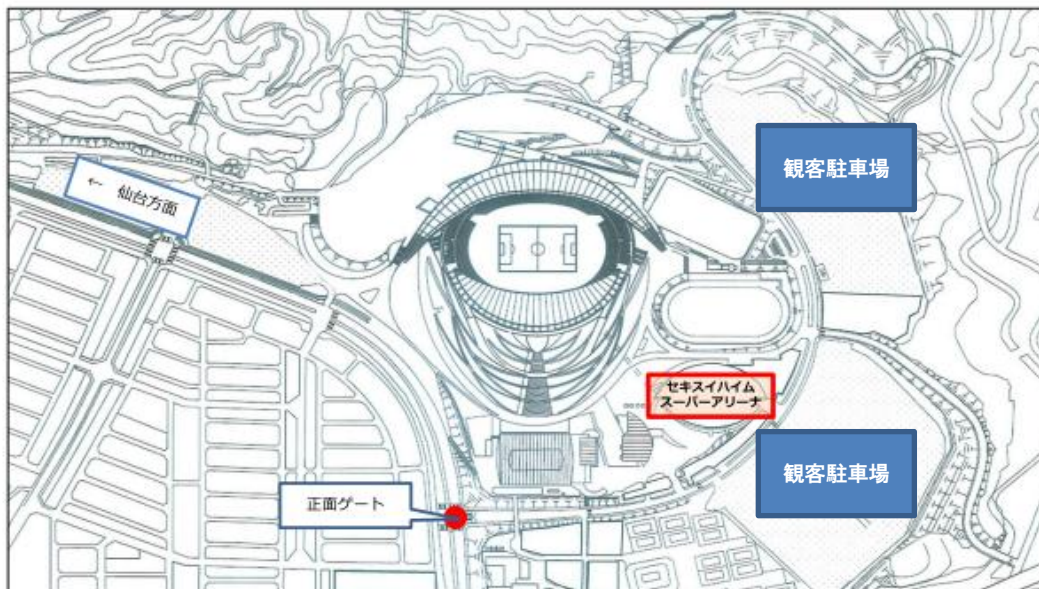 観客駐車場
← 仙台方面
セキスイハイム
スーパーアリーナ
観客駐車場
正面ゲート